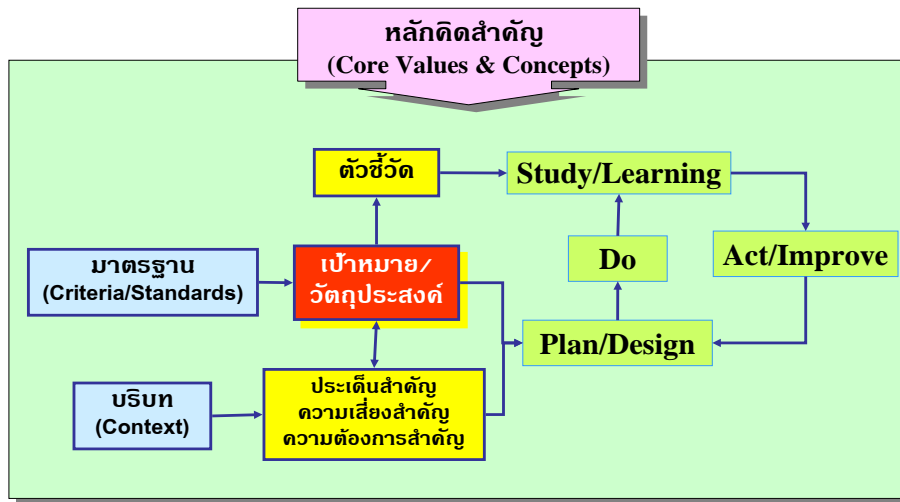 หลักคิดสำคัญ
(Core Values & Concepts)
ตัวชี้วัด
Study/Learning
มาตรฐาน
(Criteria/Standards)
เป้าหมาย/
วัตถุประสงค์
Do
Act/Improve
Plan/Design
บริบท
(Context)
ประเด็นสำคัญ
ความเสี่ยงสำคัญ
ความต้องการสำคัญ